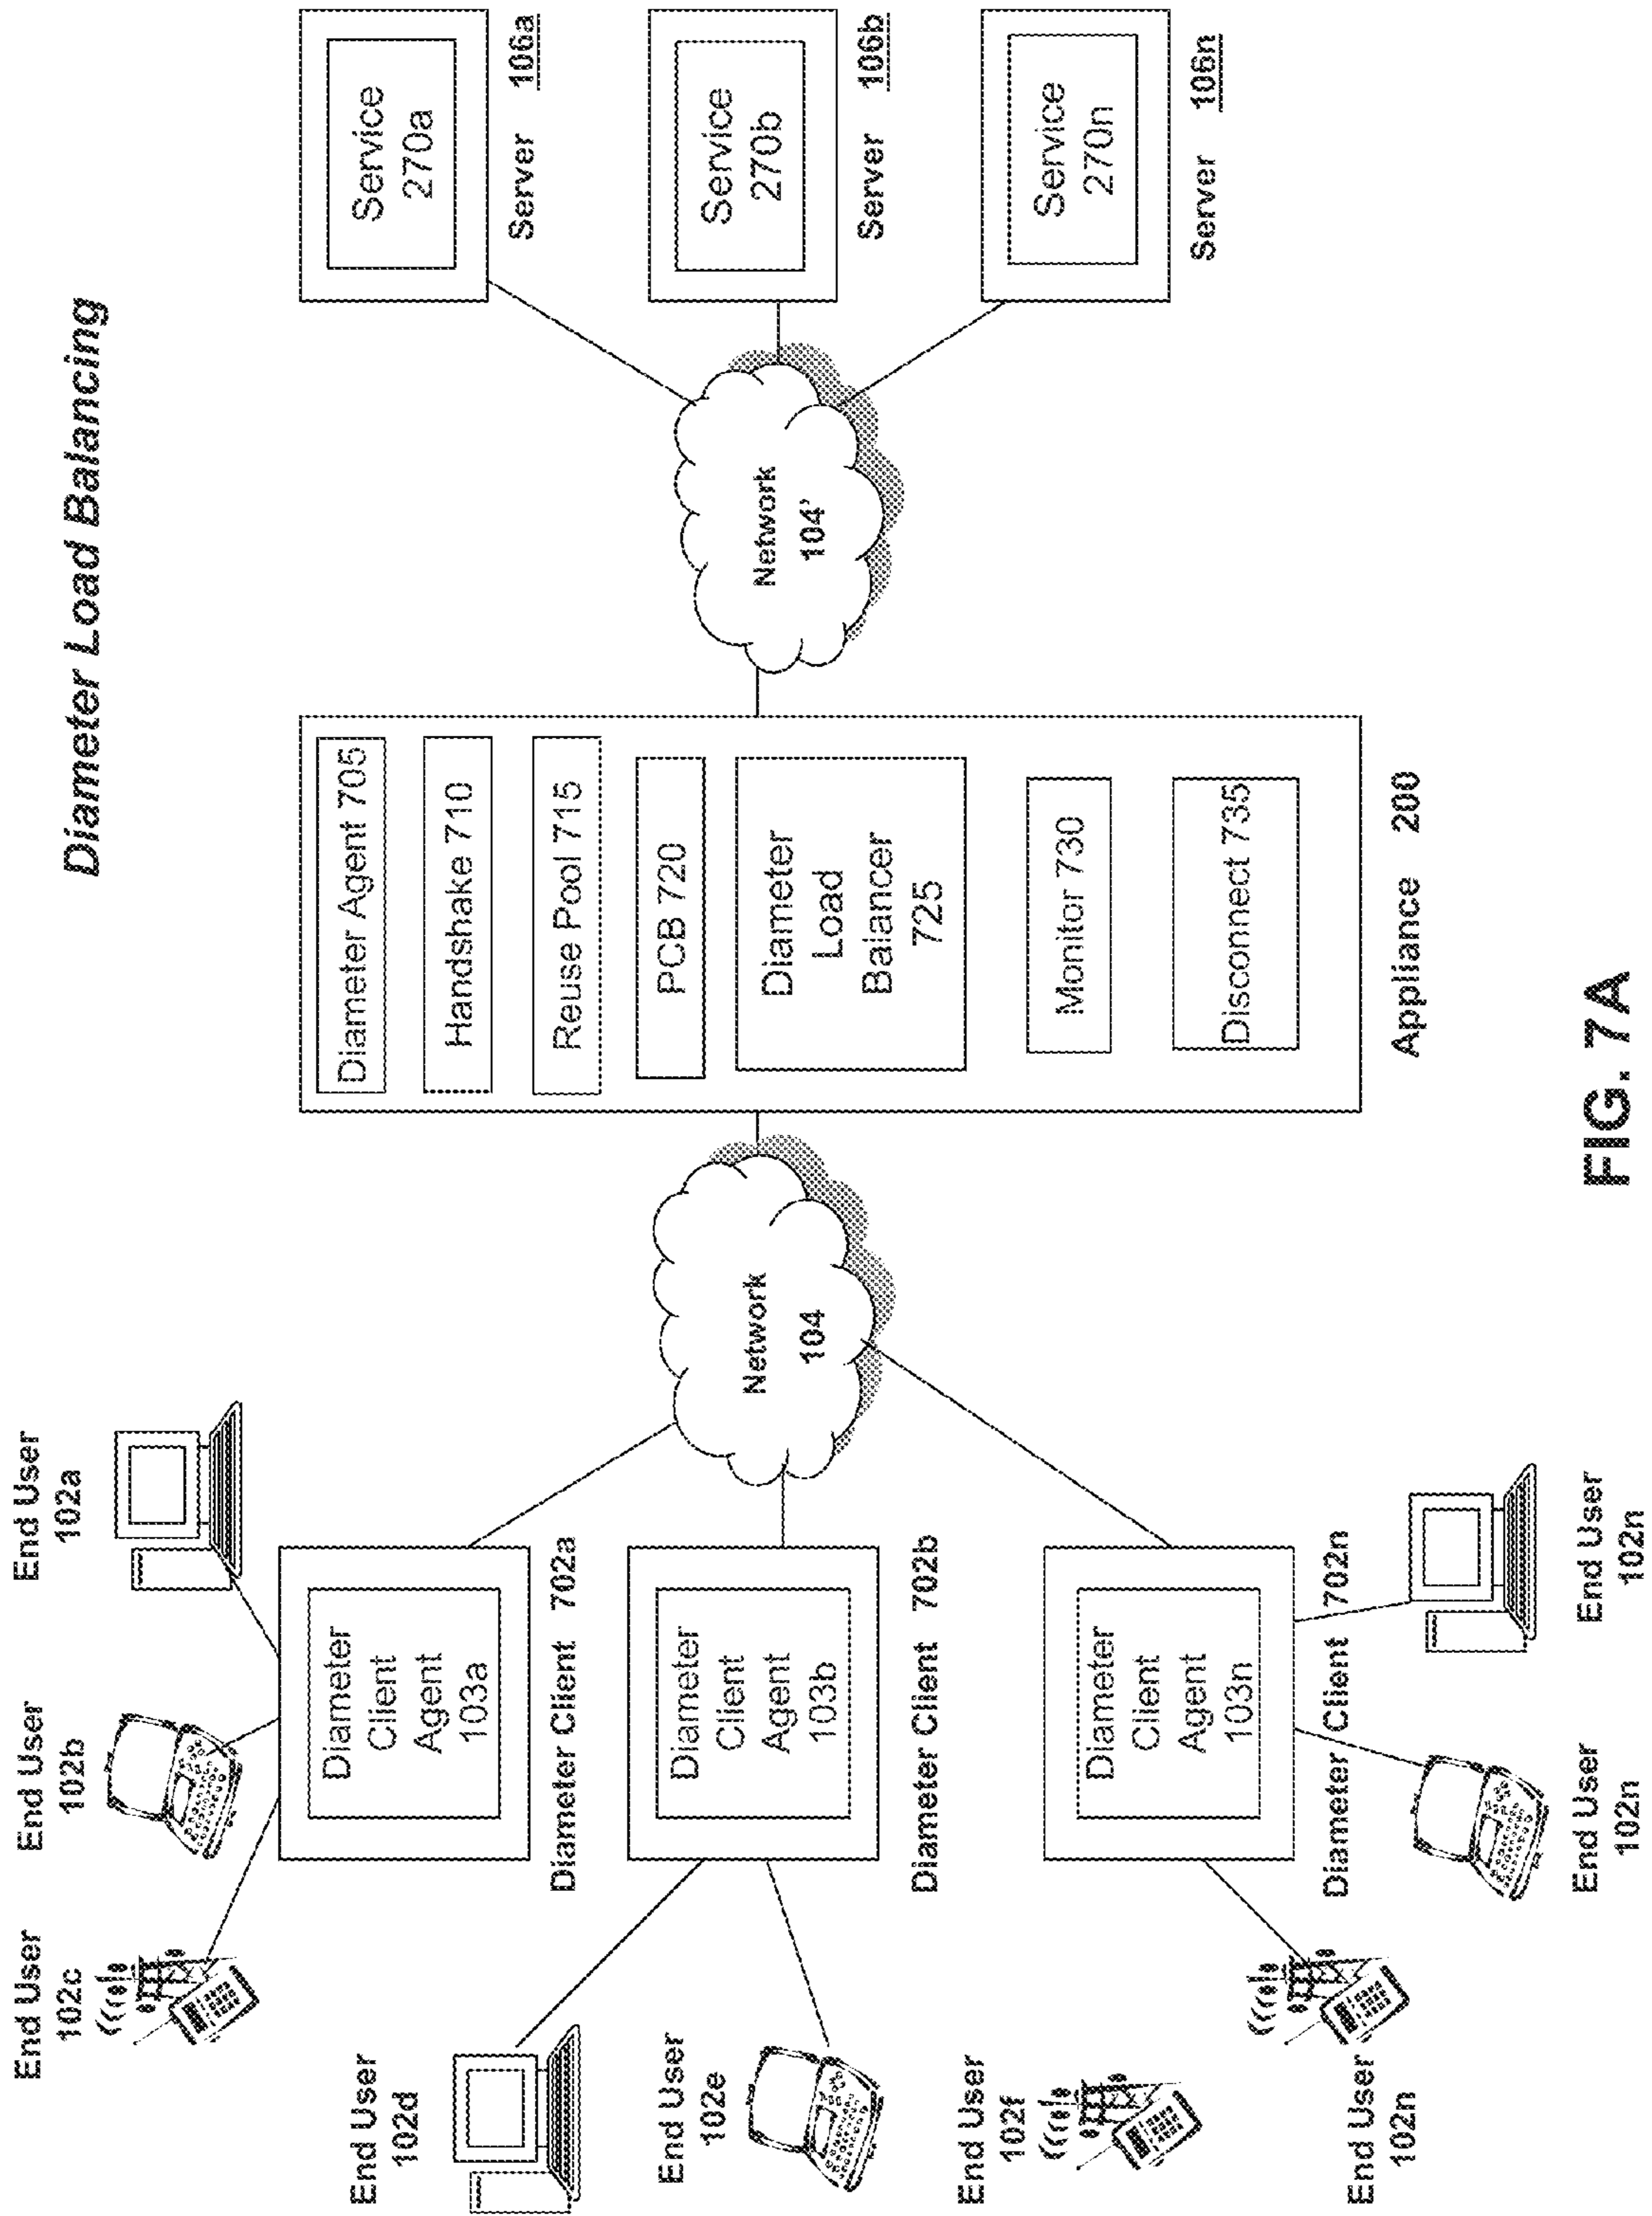 Diameter Load Balancing
End User
102a
End User
102b
End User
102c
Diameter
Client
Agent
103a
Diameter Client 702a
End User
102d
End User
102e
Diameter
Client
Agent
103b
Diameter Client 702b
End User
102f
Diameter
Client
Agent
103n
Diameter Client 702n
End User
102n
End User
102n
End User
102n
Network
104
Diameter Agent 705
Handshake 710
Reuse Pool 715
PCB 720
Diameter
Load
Balancer
725
Monitor 730
Disconnect 735
Appliance 200
Network
104'
Service
270a
Server 106a
Service
270b
Server 106b
Service
270n
Server 106n
FIG. 7A